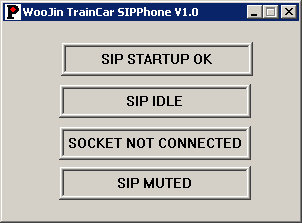 WooJin TrainCar SIPPhone V1.0
SIP STARTUP OK
SIP IDLE
SOCKET NOT CONNECTED
SIP MUTED